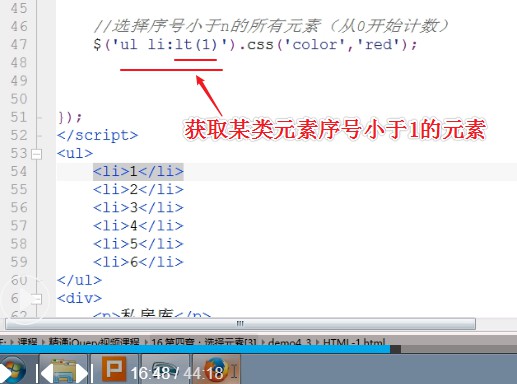 45
46 //选择序号小于n的所有元素（从0开始计数）
47 $('ul li:lt(1)').css('color','red');
48
49
50
51 });
52 </script>
获取某类元素序号小于1的元素
53 <ul>
54 <li>1</li>
55 <li>2</li>
56 <li>3</li>
57 <li>4</li>
58 <li>5</li>
59 <li>6</li>
60 </ul>
<div>
62 <p>私房库</p>
课程 ▸ 精通jQuery视频课程 ▸ 16.第四章：选择元素[3] ▸ demo4_3 ▸ HTML-1.html
16:48 / 44:18